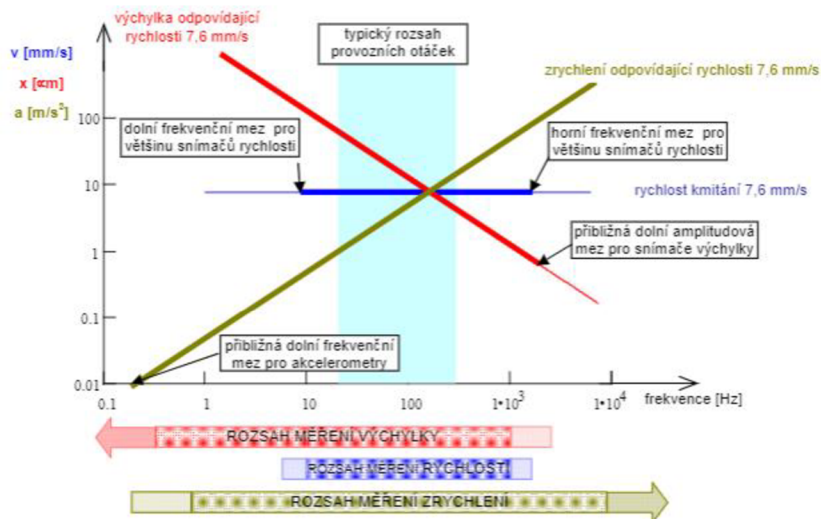 výchylka odpovídající
rychlosti 7,6 mm/s
typický rozsah
provozních otáček
v [mm/s]
x [∝m]
a [m/s²]
zrychlení odpovídající rychlosti 7,6 mm/s
100
dolní frekvenční mez pro
většinu snímačů rychlosti
horní frekvenční mez pro
většinu snímačů rychlosti
10
rychlost kmitání 7,6 mm/s
přibližná dolní amplitudová
mez pro snímače výchylky
1
0.1
přibližná dolní frekvenční
mez pro akcelerometry
0.01
0.1 1 10 100 1•10³ 1•10⁴
frekvence [Hz]
ROZSAH MĚŘENÍ VÝCHYLKY
ROZSAH MĚŘENÍ RYCHLOSTI
ROZSAH MĚŘENÍ ZRYCHLENÍ